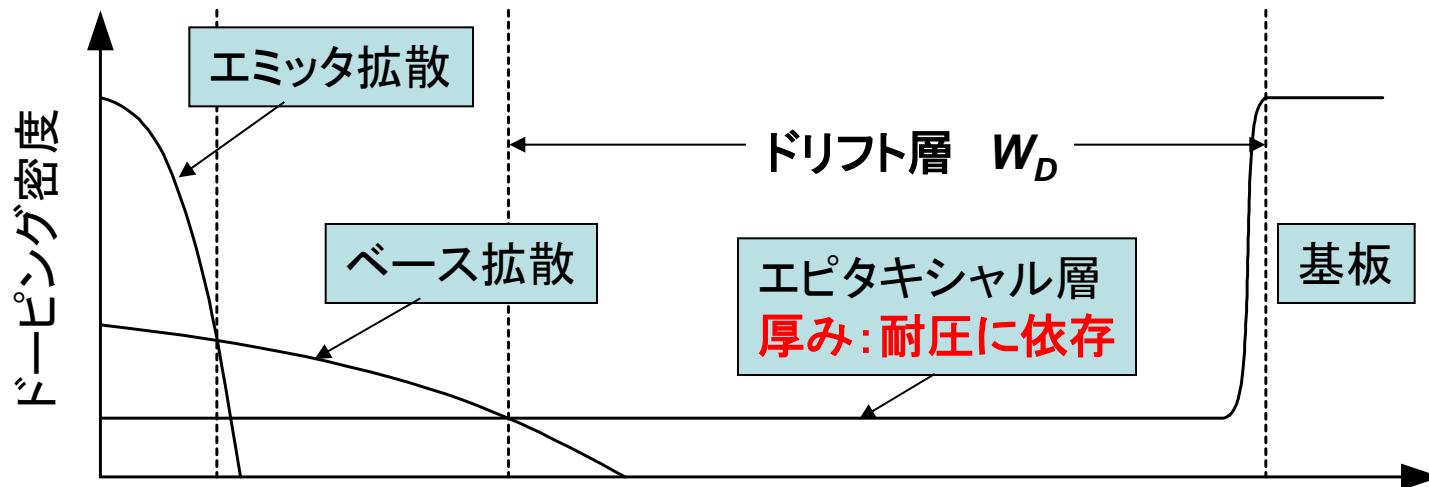 エミッタ拡散
ドーピング密度
ドリフト層 W_D
ベース拡散
エピタキシャル層
厚み：耐圧に依存
基板